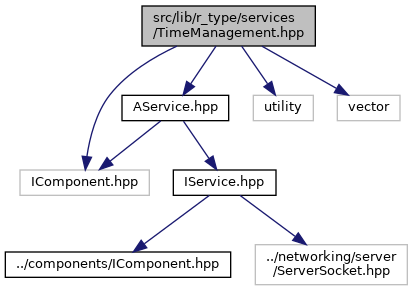 src/lib/r_type/services
/TimeManagement.hpp
AService.hpp
utility
vector
IComponent.hpp
IService.hpp
../components/IComponent.hpp
../networking/server
/ServerSocket.hpp